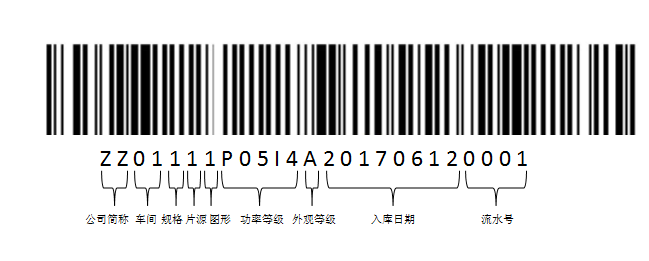 ZZ01111P05I4A201706120001
公司简称 车间 规格 片源 图形 功率等级 外观等级 入库日期 流水号